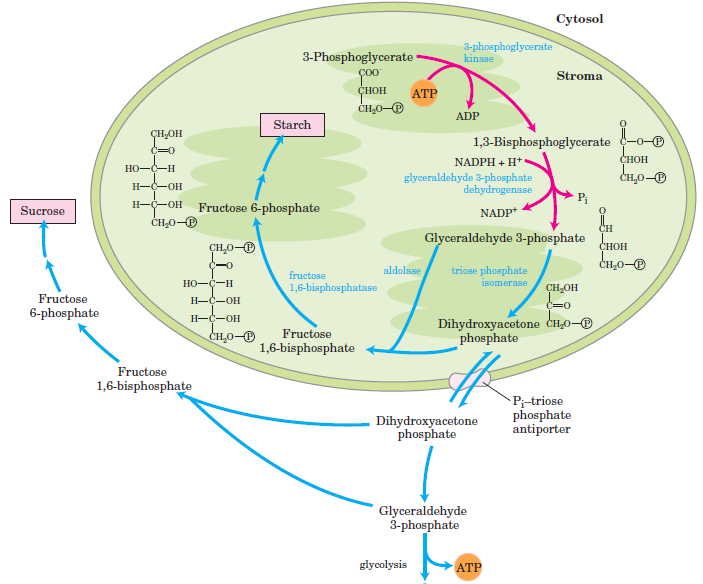 Cytosol
Stroma
3-Phosphoglycerate
3-phosphoglycerate
kinase
COO⁻
CHOH
CH₂O—Ⓟ
ATP
ADP
1,3-Bisphosphoglycerate
O
C—O—Ⓟ
CHOH
CH₂O—Ⓟ
NADPH + H⁺
glyceraldehyde 3-phosphate
dehydrogenase
NADP⁺
Pᵢ
Glyceraldehyde 3-phosphate
O
CH
CHOH
CH₂O—Ⓟ
aldolase
triose phosphate
isomerase
Dihydroxyacetone
phosphate
CH₂OH
C=O
CH₂O—Ⓟ
Fructose
1,6-bisphosphate
CH₂O—Ⓟ
C=O
HO—C—H
H—C—OH
H—C—OH
CH₂O—Ⓟ
fructose
1,6-bisphosphatase
Fructose 6-phosphate
CH₂OH
C=O
HO—C—H
H—C—OH
H—C—OH
CH₂O—Ⓟ
Starch
Sucrose
Fructose
6-phosphate
Fructose
1,6-bisphosphate
Pᵢ–triose
phosphate
antiporter
Dihydroxyacetone
phosphate
Glyceraldehyde
3-phosphate
glycolysis
ATP